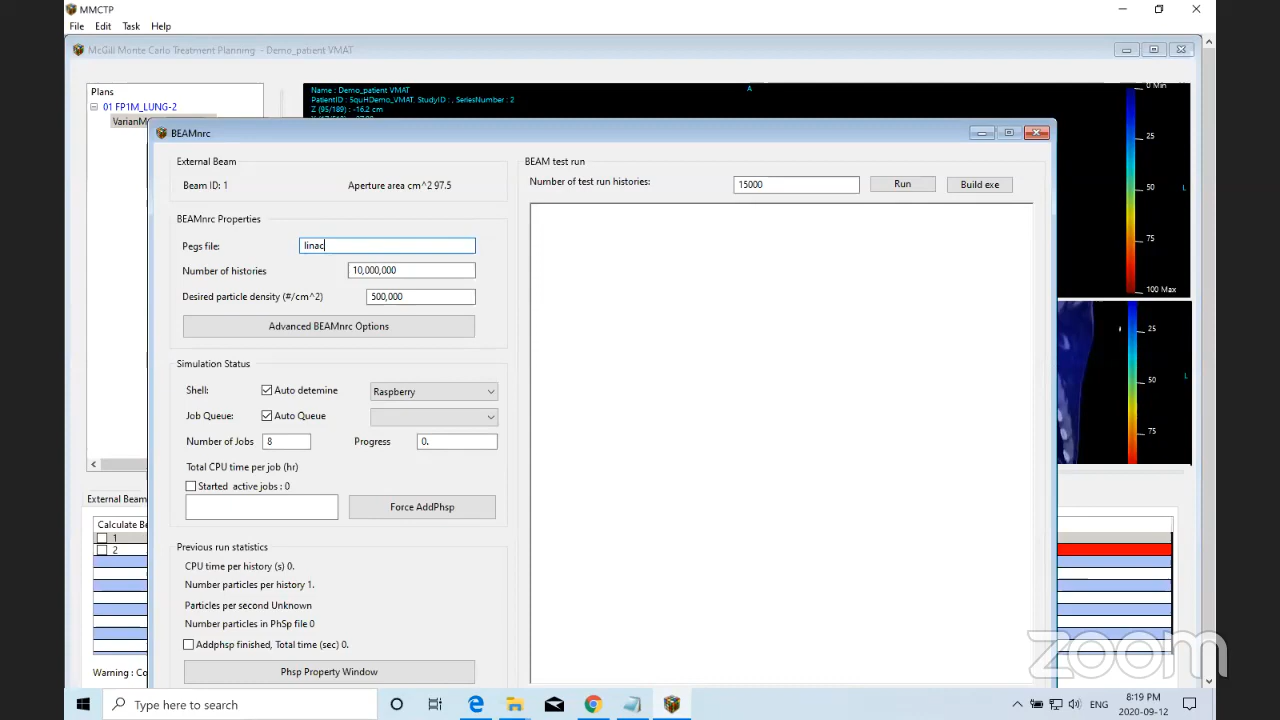 MMCTP
File Edit Task Help
McGill Monte Carlo Treatment Planning - Demo_patient VMAT
Plans
01 FP1M_LUNG-2
Name : Demo_patient VMAT
PatientID : SquHDemo_VMAT, StudyID : , SeriesNumber : 2
Z (95/189) : -16.2 cm
A
0 Min
25
50
L
75
100 Max
25
50
L
75
BEAMnrc
External Beam
Beam ID: 1 Aperture area cm^2 97.5
BEAMnrc Properties
Pegs file: linac
Number of histories 10,000,000
Desired particle density (#/cm^2) 500,000
Advanced BEAMnrc Options
Simulation Status
Shell: Auto detemine Raspberry
Job Queue: Auto Queue
Number of Jobs 8 Progress 0.
Total CPU time per job (hr)
Started active jobs : 0
Force AddPhsp
Previous run statistics
CPU time per history (s) 0.
Number particles per history 1.
Particles per second Unknown
Number particles in PhSp file 0
Addphsp finished, Total time (sec) 0.
Phsp Property Window
BEAM test run
Number of test run histories: 15000 Run Build exe
External Beam
1
2
zoom
Type here to search
ENG
8:19 PM
2020-09-12